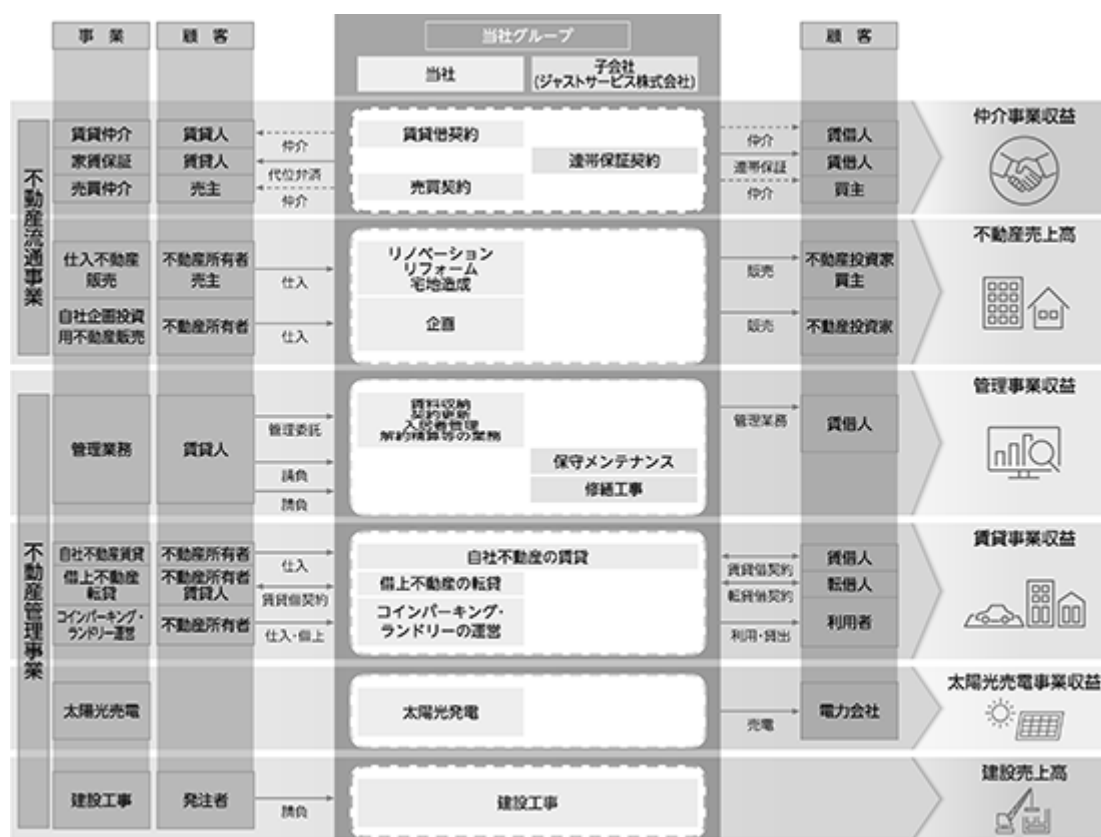 事 業
顧 客
当社グループ
顧 客
当社
子会社
(ジャストサービス株式会社)
不動産流通事業
賃貸仲介
賃貸人
仲介
賃貸借契約
仲介
賃借人
仲介事業収益
家賃保証
賃貸人
代位弁済
連帯保証契約
連帯保証
賃借人
売買仲介
売主
仲介
売買契約
仲介
買主
仕入不動産
販売
不動産所有者
売主
仕入
リノベーション
リフォーム
宅地造成
販売
不動産投資家
買主
不動産売上高
自社企画投資
用不動産販売
不動産所有者
仕入
企画
販売
不動産投資家
不動産管理事業
管理業務
賃貸人
管理委託
請負
請負
賃料収納
契約更新
入居者管理
解約精算等の業務
保守メンテナンス
修繕工事
管理業務
賃借人
管理事業収益
自社不動産賃貸
不動産所有者
仕入
自社不動産の賃貸
賃貸借契約
賃借人
賃貸事業収益
借上不動産
転貸
不動産所有者
賃貸人
賃貸借契約
借上不動産の転貸
転貸借契約
転借人
コインパーキング・
ランドリー運営
不動産所有者
仕入・借上
コインパーキング・
ランドリーの運営
利用・貸出
利用者
太陽光売電
太陽光発電
売電
電力会社
太陽光売電事業収益
建設工事
発注者
請負
建設工事
建設売上高